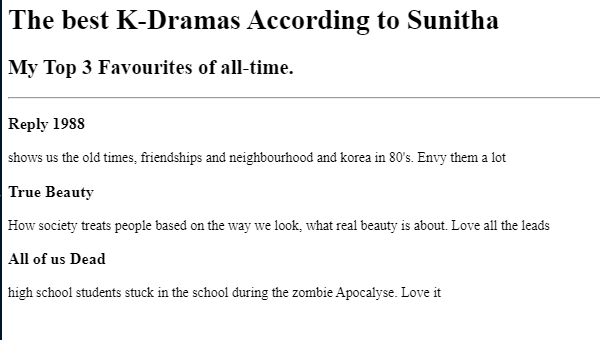 The best K-Dramas According to Sunitha
My Top 3 Favourites of all-time.
Reply 1988
shows us the old times, friendships and neighbourhood and korea in 80's. Envy them a lot
True Beauty
How society treats people based on the way we look, what real beauty is about. Love all the leads
All of us Dead
high school students stuck in the school during the zombie Apocalyse. Love it